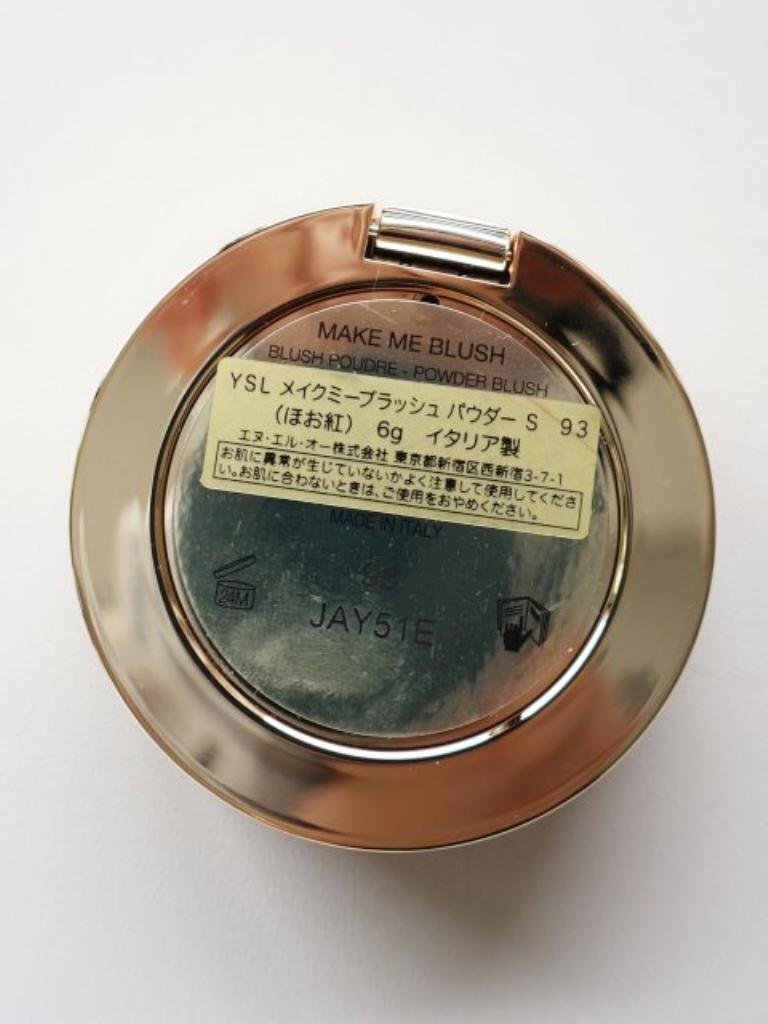 MAKE ME BLUSH
BLUSH POUDRE - POWDER BLUSH
YSL メイクミーブラッシュ パウダー S 93
(ほお紅) 6g イタリア製
エヌ・エル・オー株式会社 東京都新宿区西新宿3-7-1
お肌に異常が生じていないかよく注意して使用してくださ
い。お肌に合わないときは、ご使用をおやめください。
MADE IN ITALY
24M
JAY51E